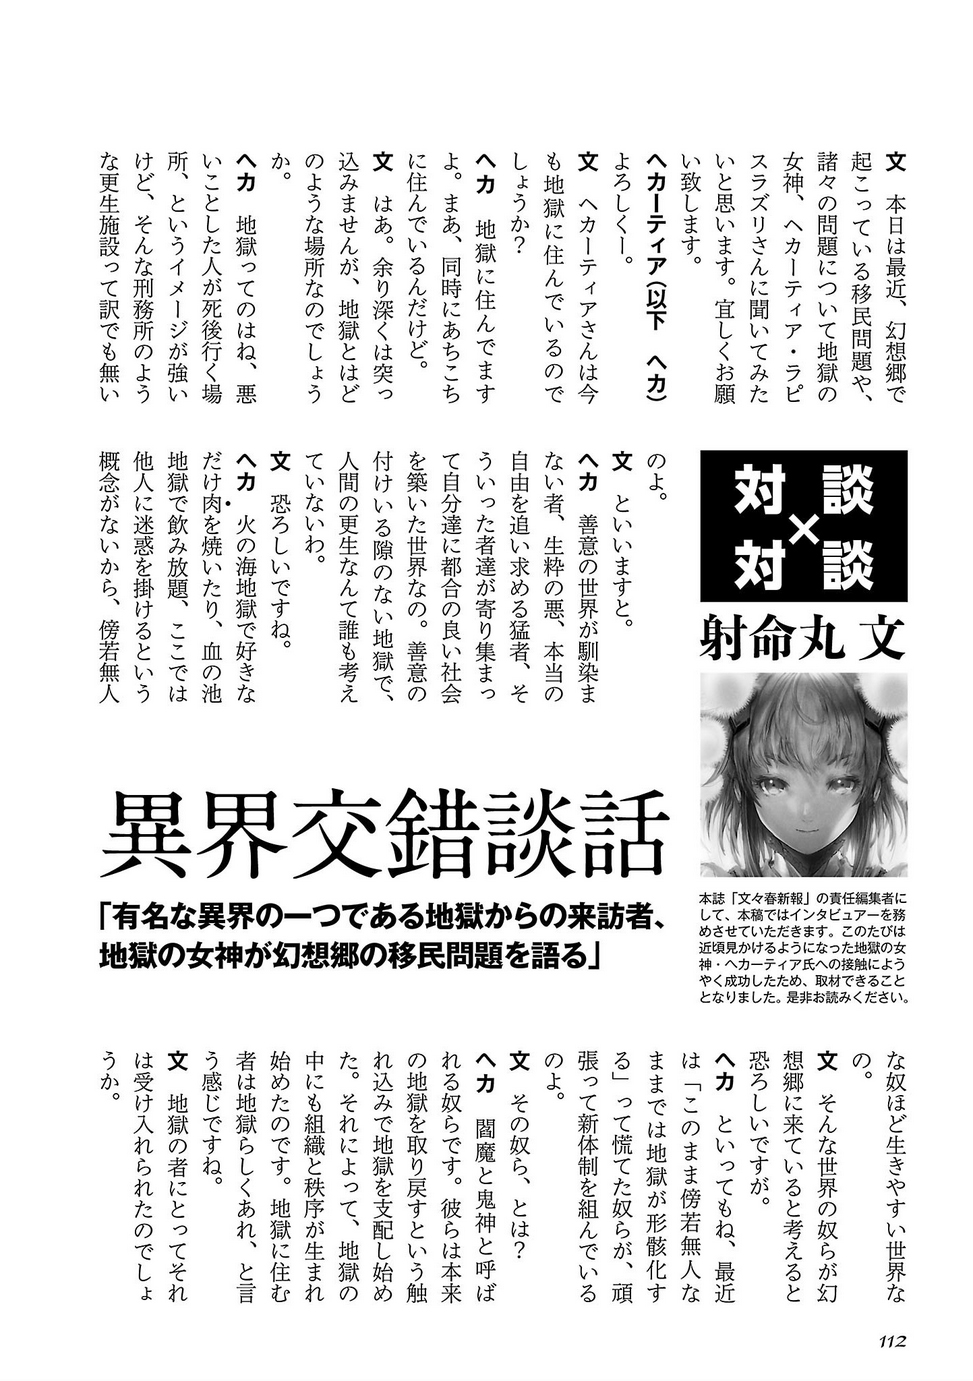 文　本日は最近、幻想郷で
起こっている移民問題や、
諸々の問題について地獄の
女神、ヘカーティア・ラピ
スラズリさんに聞いてみた
いと思います。宜しくお願
い致します。
ヘカーティア（以下　ヘカ）
よろしくー。
文　ヘカーティアさんは今
も地獄に住んでいるので
しょうか？
ヘカ　地獄に住んでます
よ。まあ、同時にあちこち
に住んでいるんだけど。
文　はあ。余り深くは突っ
込みませんが、地獄とはど
のような場所なのでしょう
か。
ヘカ　地獄ってのはね、悪
いことした人が死後行く場
所、というイメージが強い
けど、そんな刑務所のよう
な更生施設って訳でも無い
対談
×
対談
射命丸 文
本誌「文々春新報」の責任編集者に
して、本稿ではインタビュアーを務
めさせていただきます。このたびは
近頃見かけるようになった地獄の女
神・ヘカーティア氏への接触によう
やく成功したため、取材できること
となりました。是非お読みください。
のよ。
文　といいますと。
ヘカ　善意の世界が馴染ま
ない者、生粋の悪、本当の
自由を追い求める猛者、そ
ういった者達が寄り集まっ
て自分達に都合の良い社会
を築いた世界なの。善意の
付けいる隙のない地獄で、
人間の更生なんて誰も考え
ていないわ。
文　恐ろしいですね。
ヘカ　火の海地獄で好きな
だけ肉を焼いたり、血の池
地獄で飲み放題、ここでは
他人に迷惑を掛けるという
概念がないから、傍若無人
異界交錯談話
「有名な異界の一つである地獄からの来訪者、
地獄の女神が幻想郷の移民問題を語る」
な奴ほど生きやすい世界な
の。
文　そんな世界の奴らが幻
想郷に来ていると考えると
恐ろしいですが。
ヘカ　といってもね、最近
は「このまま傍若無人な
ままでは地獄が形骸化す
る」って慌てた奴らが、頑
張って新体制を組んでいる
のよ。
文　その奴ら、とは？
ヘカ　閻魔と鬼神と呼ば
れる奴らです。彼らは本来
の地獄を取り戻すという触
れ込みで地獄を支配し始め
た。それによって、地獄の
中にも組織と秩序が生まれ
始めたのです。地獄に住む
者は地獄らしくあれ、と言
う感じですね。
文　地獄の者にとってそれ
は受け入れられたのでしょ
うか。
112